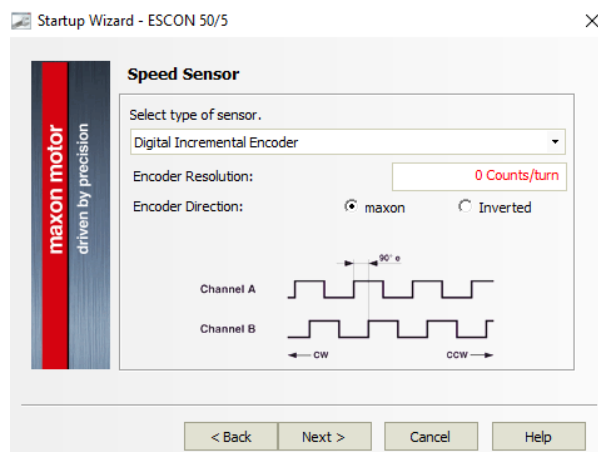 Startup Wizard - ESCON 50/5
maxon motor
driven by precision
Speed Sensor
Select type of sensor.
Digital Incremental Encoder
Encoder Resolution: 0 Counts/turn
Encoder Direction: maxon Inverted
90° e
Channel A
Channel B
CW CCW
< Back Next > Cancel Help